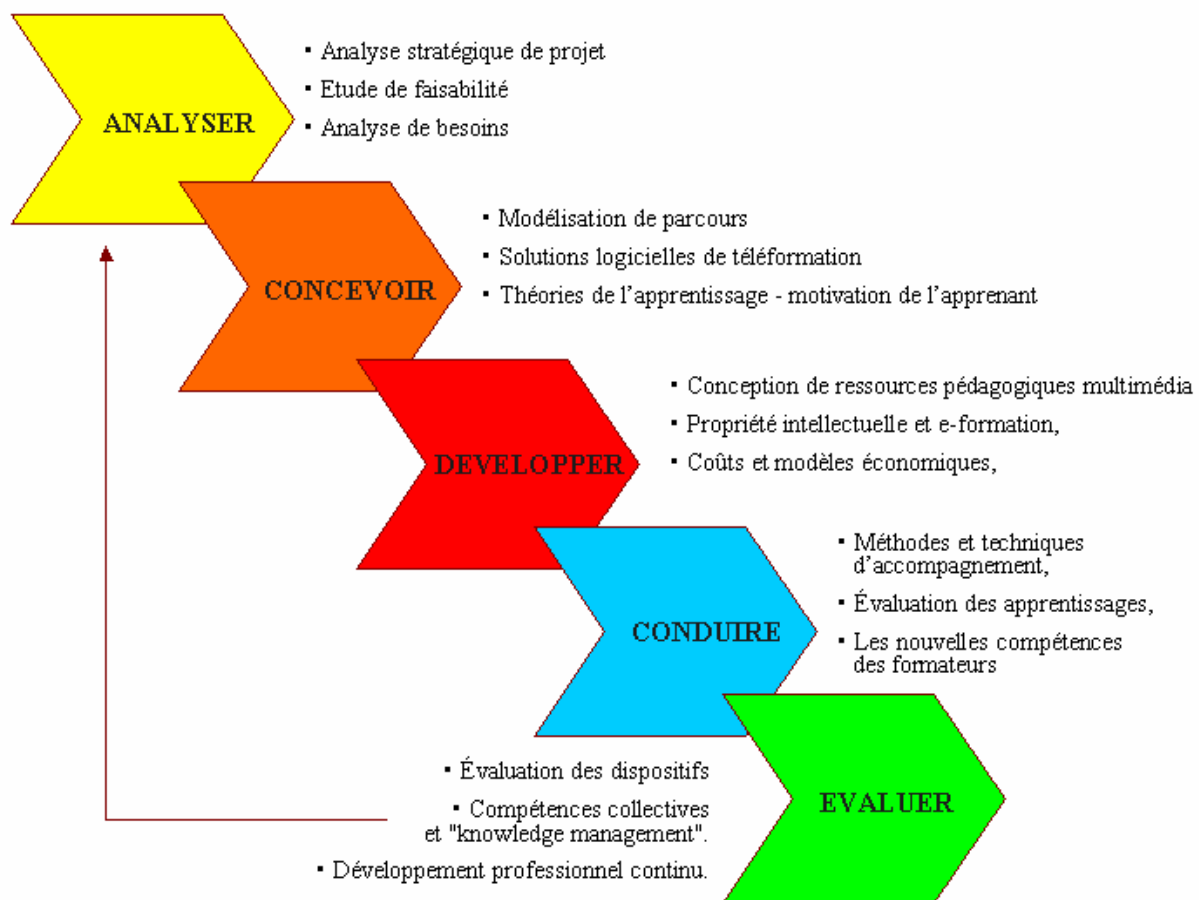 ANALYSER
▪ Analyse stratégique de projet
▪ Etude de faisabilité
▪ Analyse de besoins
CONCEVOIR
▪ Modélisation de parcours
▪ Solutions logicielles de téléformation
▪ Théories de l’apprentissage - motivation de l’apprenant
DEVELOPPER
▪ Conception de ressources pédagogiques multimédia
▪ Propriété intellectuelle et e-formation,
▪ Coûts et modèles économiques,
CONDUIRE
▪ Méthodes et techniques
d’accompagnement,
▪ Évaluation des apprentissages,
▪ Les nouvelles compétences
des formateurs
EVALUER
▪ Évaluation des dispositifs
▪ Compétences collectives
et "knowledge management".
▪ Développement professionnel continu.